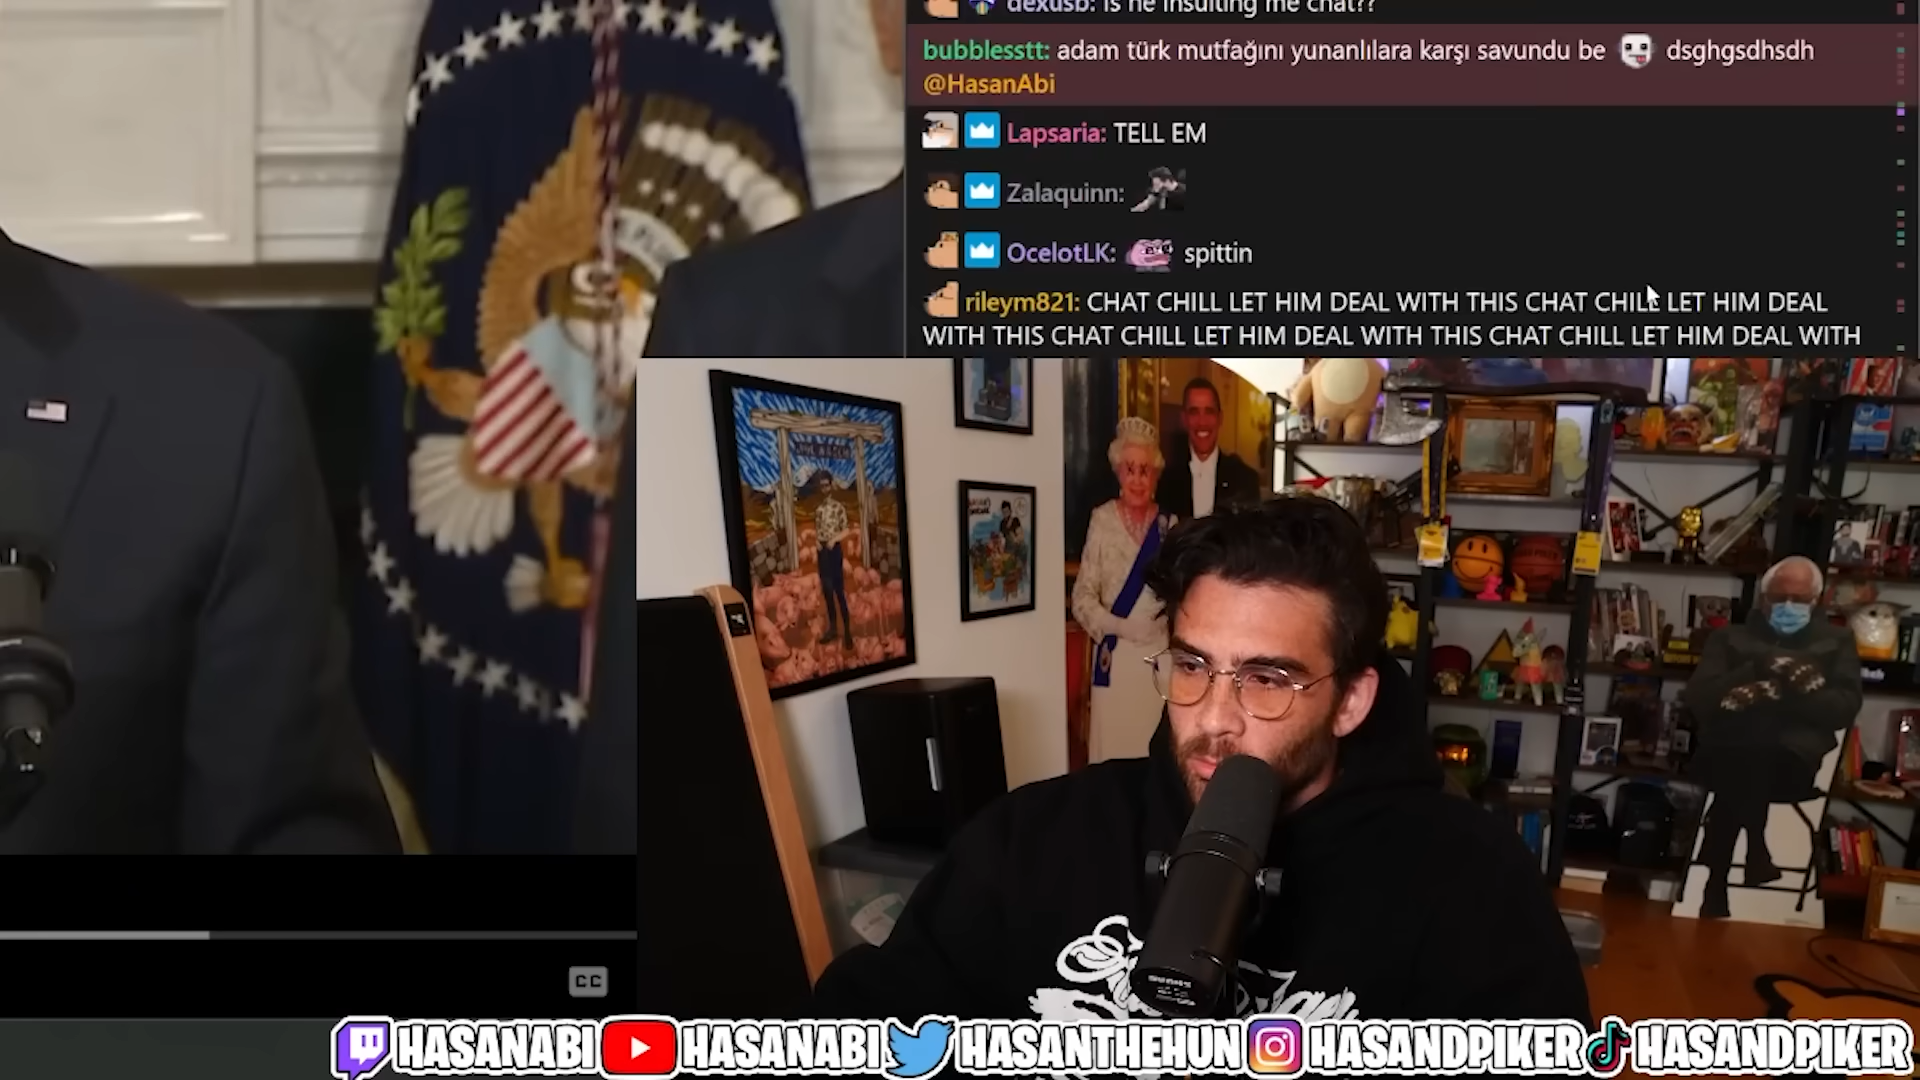 dexusb: is he insulting me chat??
bubblesstt: adam türk mutfağını yunanlılara karşı savundu be dsghgsdhsdh
@HasanAbi
Lapsaria: TELL EM
Zalaquinn:
OcelotLK: spittin
rileym821: CHAT CHILL LET HIM DEAL WITH THIS CHAT CHILL LET HIM DEAL
WITH THIS CHAT CHILL LET HIM DEAL WITH THIS CHAT CHILL LET HIM DEAL WITH
CC
HASANABI HASANABI HASANTHEHUN HASANDPIKER HASANDPIKER